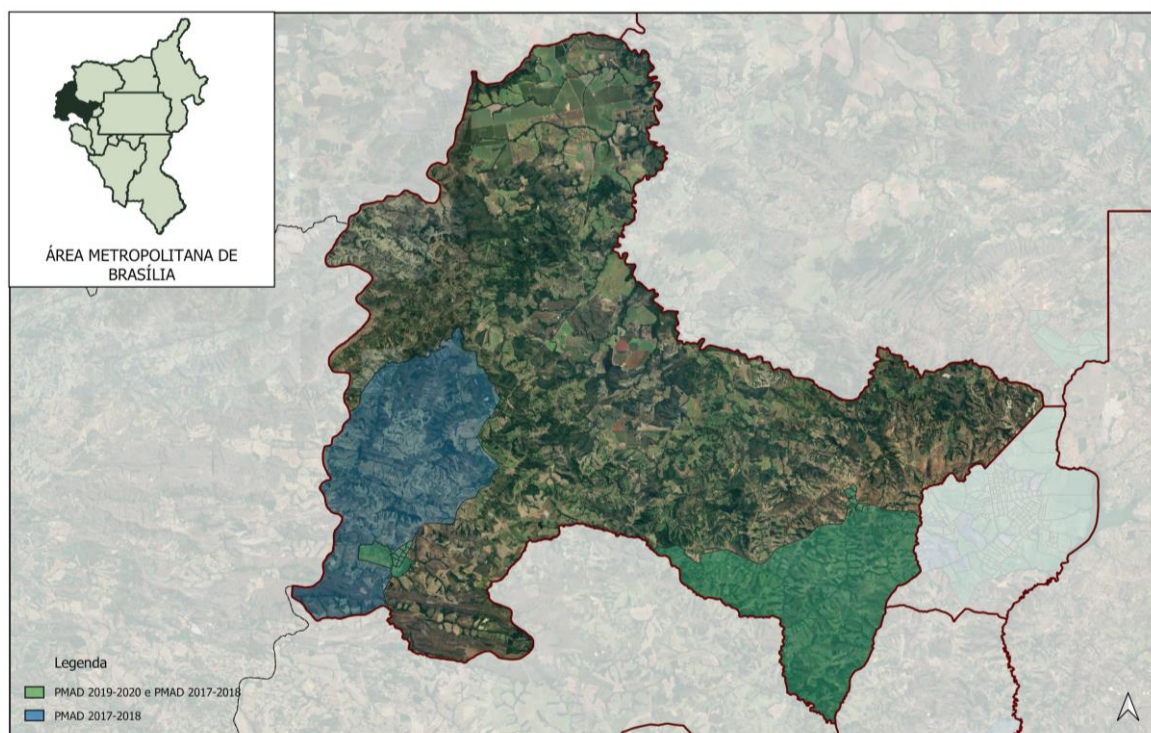 ÁREA METROPOLITANA DE
BRASÍLIA
Legenda
PMAD 2019-2020 e PMAD 2017-2018
PMAD 2017-2018